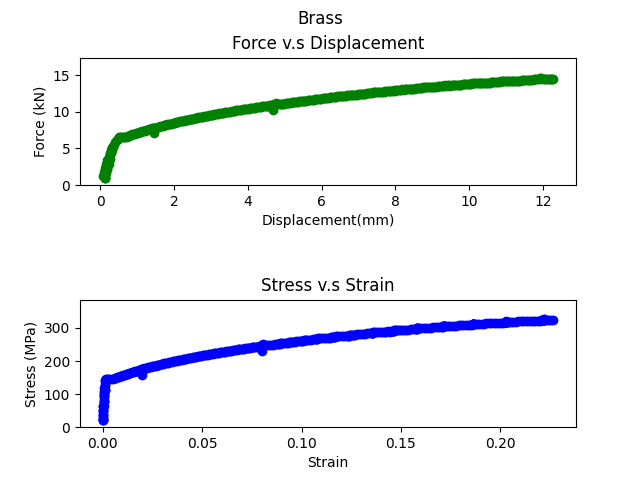 Brass
Force v.s Displacement
15
10
5
0
Force (kN)
0 2 4 6 8 10 12
Displacement(mm)
Stress v.s Strain
300
200
100
0
Stress (MPa)
0.00 0.05 0.10 0.15 0.20
Strain